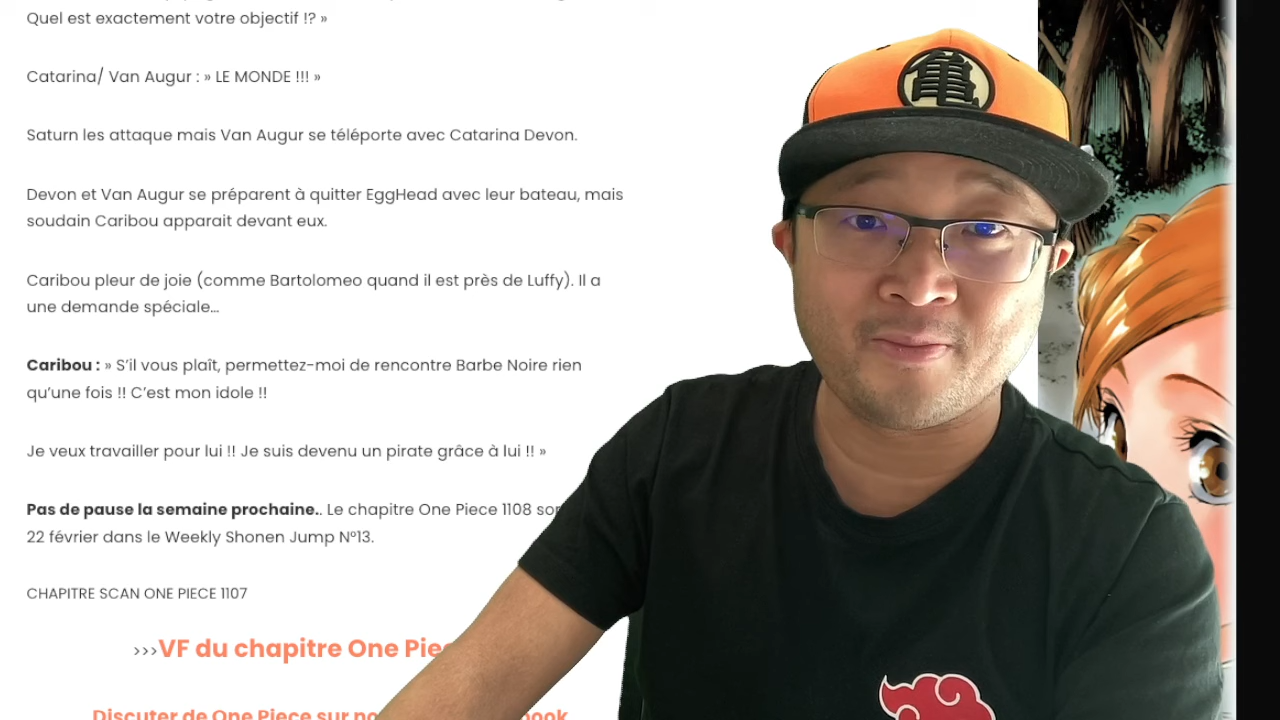 Quel est exactement votre objectif !? »
Catarina/ Van Augur : » LE MONDE !!! »
Saturn les attaque mais Van Augur se téléporte avec Catarina Devon.
Devon et Van Augur se préparent à quitter EggHead avec leur bateau, mais
soudain Caribou apparait devant eux.
Caribou pleur de joie (comme Bartolomeo quand il est près de Luffy). Il a
une demande spéciale…
Caribou : » S’il vous plaît, permettez-moi de rencontre Barbe Noire rien
qu’une fois !! C’est mon idole !!
Je veux travailler pour lui !! Je suis devenu un pirate grâce à lui !! »
Pas de pause la semaine prochaine.. Le chapitre One Piece 1108
22 février dans le Weekly Shonen Jump N°13.
CHAPITRE SCAN ONE PIECE 1107
>>>VF du chapitre One
Discuter de One Piece sur
亀